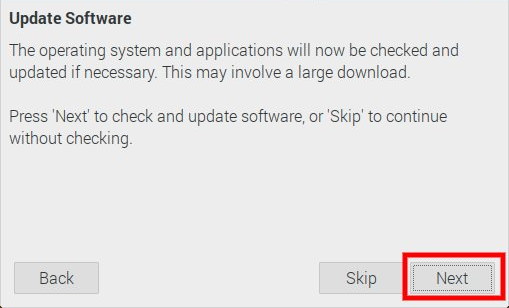 Update Software
The operating system and applications will now be checked and
updated if necessary. This may involve a large download.
Press 'Next' to check and update software, or 'Skip' to continue
without checking.
Back
Skip
Next